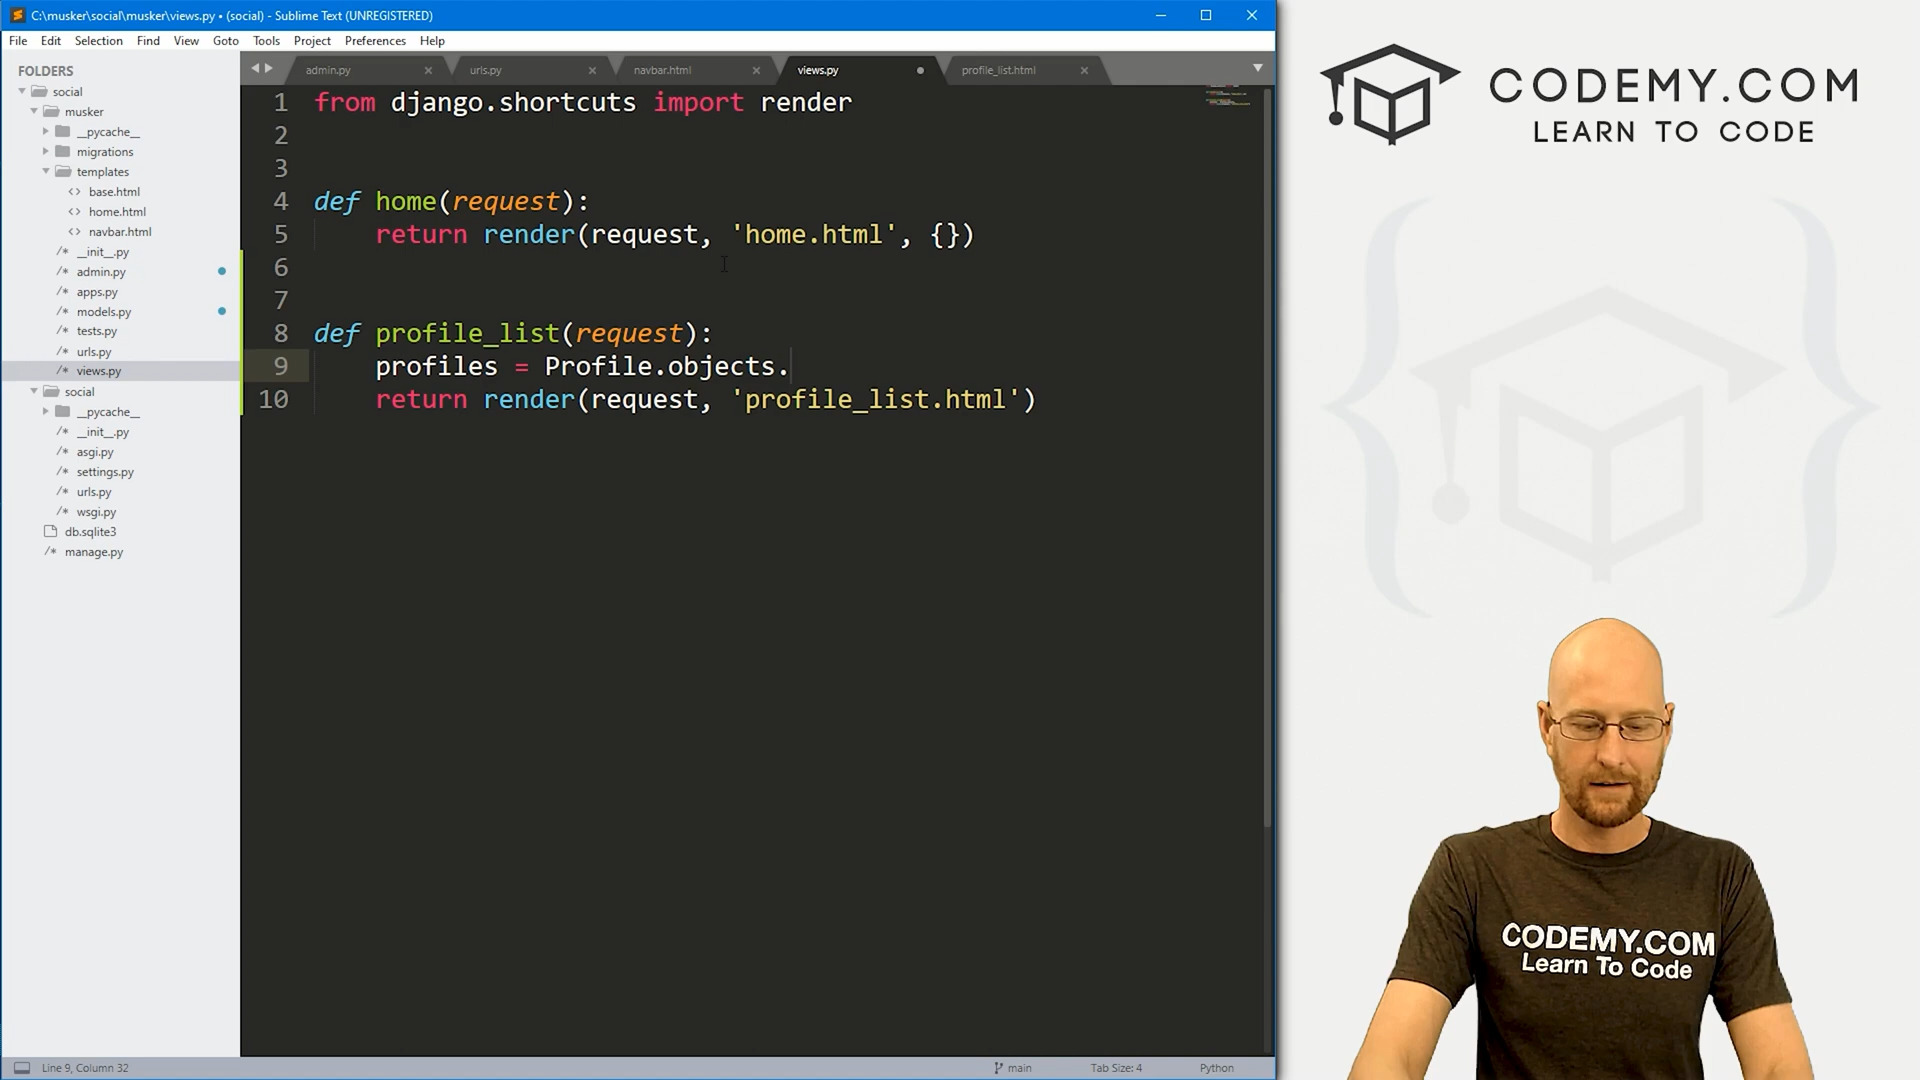 C:\musker\social\musker\views.py • (social) - Sublime Text (UNREGISTERED)
File Edit Selection Find View Goto Tools Project Preferences Help
FOLDERS
social
musker
__pycache__
migrations
templates
<> base.html
<> home.html
<> navbar.html
/* __init__.py
/* admin.py
/* apps.py
/* models.py
/* tests.py
/* urls.py
/* views.py
social
__pycache__
/* __init__.py
/* asgi.py
/* settings.py
/* urls.py
/* wsgi.py
db.sqlite3
/* manage.py
admin.py urls.py navbar.html views.py profile_list.html
1 from django.shortcuts import render
2
3
4 def home(request):
5 return render(request, 'home.html', {})
6
7
8 def profile_list(request):
9 profiles = Profile.objects.
10 return render(request, 'profile_list.html')
Line 9, Column 32 main Tab Size: 4 Python
CODEMY.COM
LEARN TO CODE
CODEMY.COM
Learn To Code